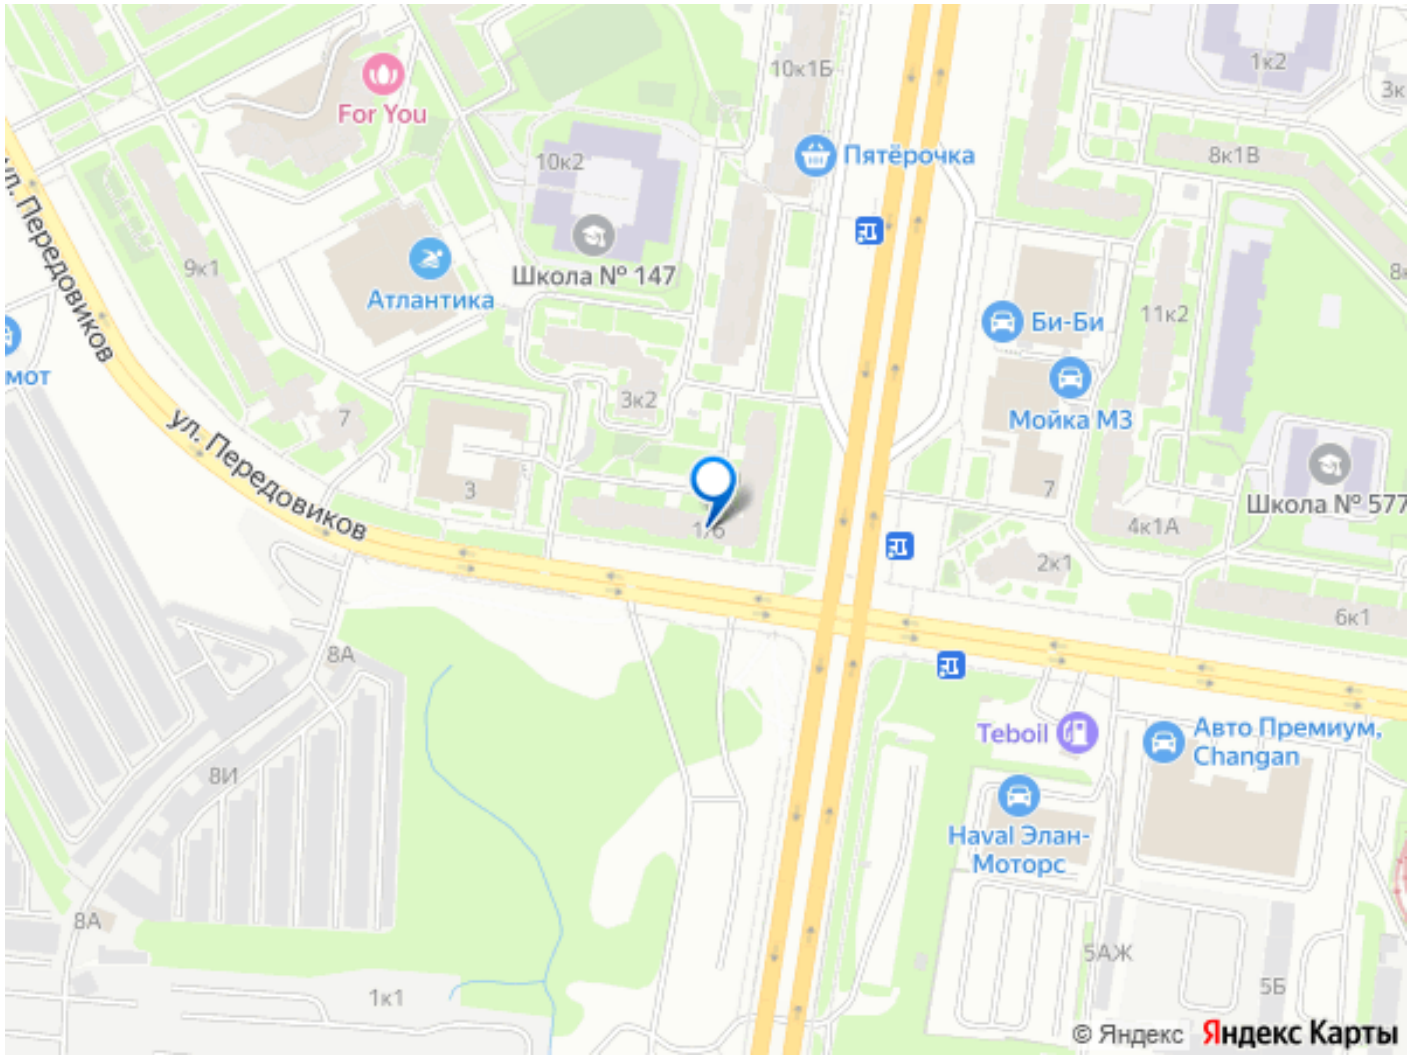 10к1Б
1к2
3к
For You
10к2
Пятёрочка
8к1В
Школа № 147
9к1
Атлантика
8к
ул. Передовиков
Би-Би
11к2
мот
3к2
7
Мойка М3
ул. Передовиков
3
7
Школа № 577
1/6
4к1А
2к1
6к1
8А
Teboil
Авто Премиум,
Changan
8И
Haval Элан-
Моторс
8А
5АЖ
1к1
5Б
© Яндекс
Яндекс Карты